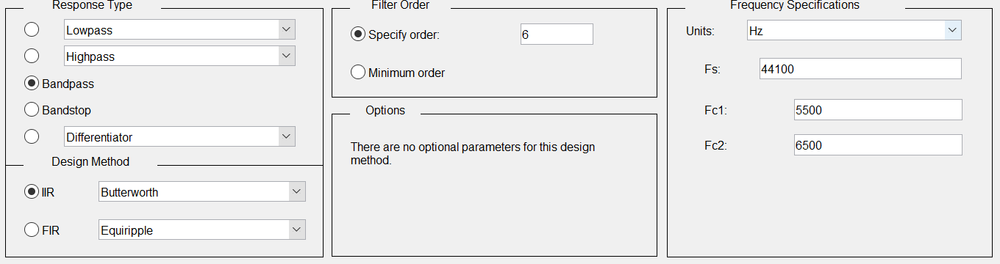 Response Type
Lowpass
Highpass
Bandpass
Bandstop
Differentiator
Design Method
IIR
Butterworth
FIR
Equiripple
Filter Order
Specify order:
6
Minimum order
Options
There are no optional parameters for this design
method.
Frequency Specifications
Units:
Hz
Fs:
44100
Fc1:
5500
Fc2:
6500